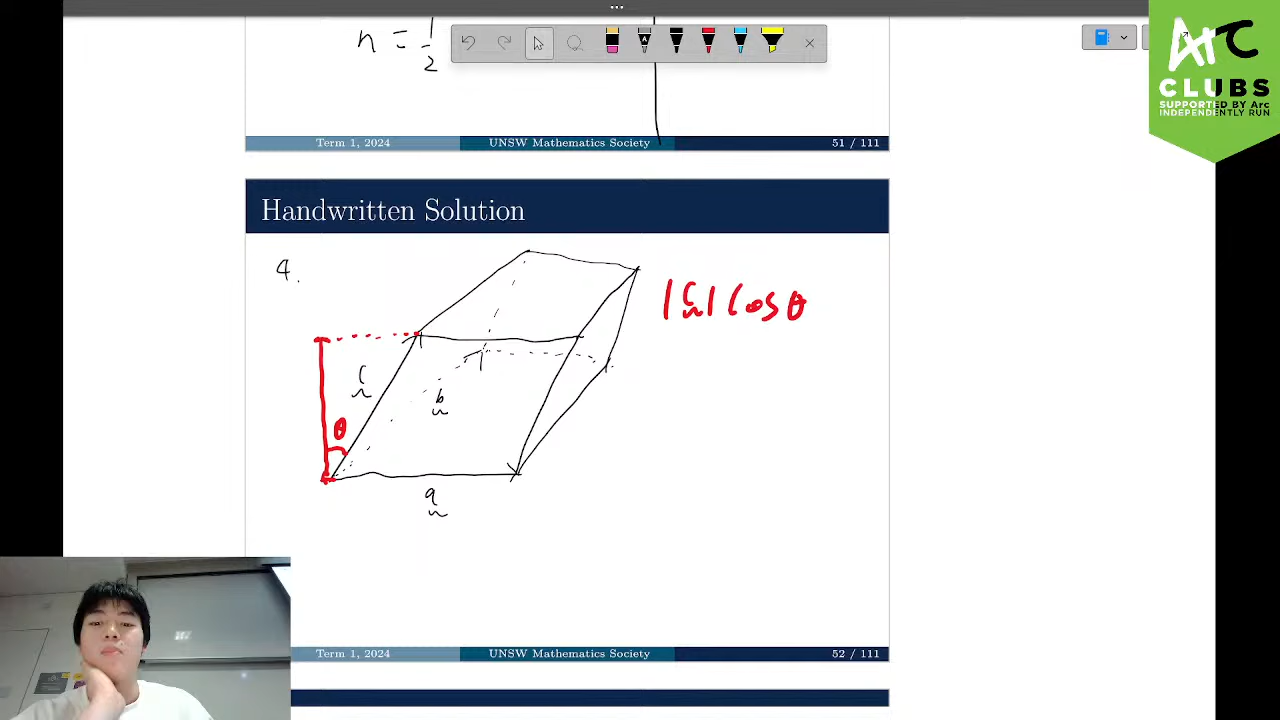 n = 1/2
Term 1, 2024 UNSW Mathematics Society 51 / 111
ARC
CLUBS
SUPPORTED BY Arc
INDEPENDENTLY RUN
Handwritten Solution
4.
|c| cos θ
c
b
θ
a
Term 1, 2024 UNSW Mathematics Society 52 / 111